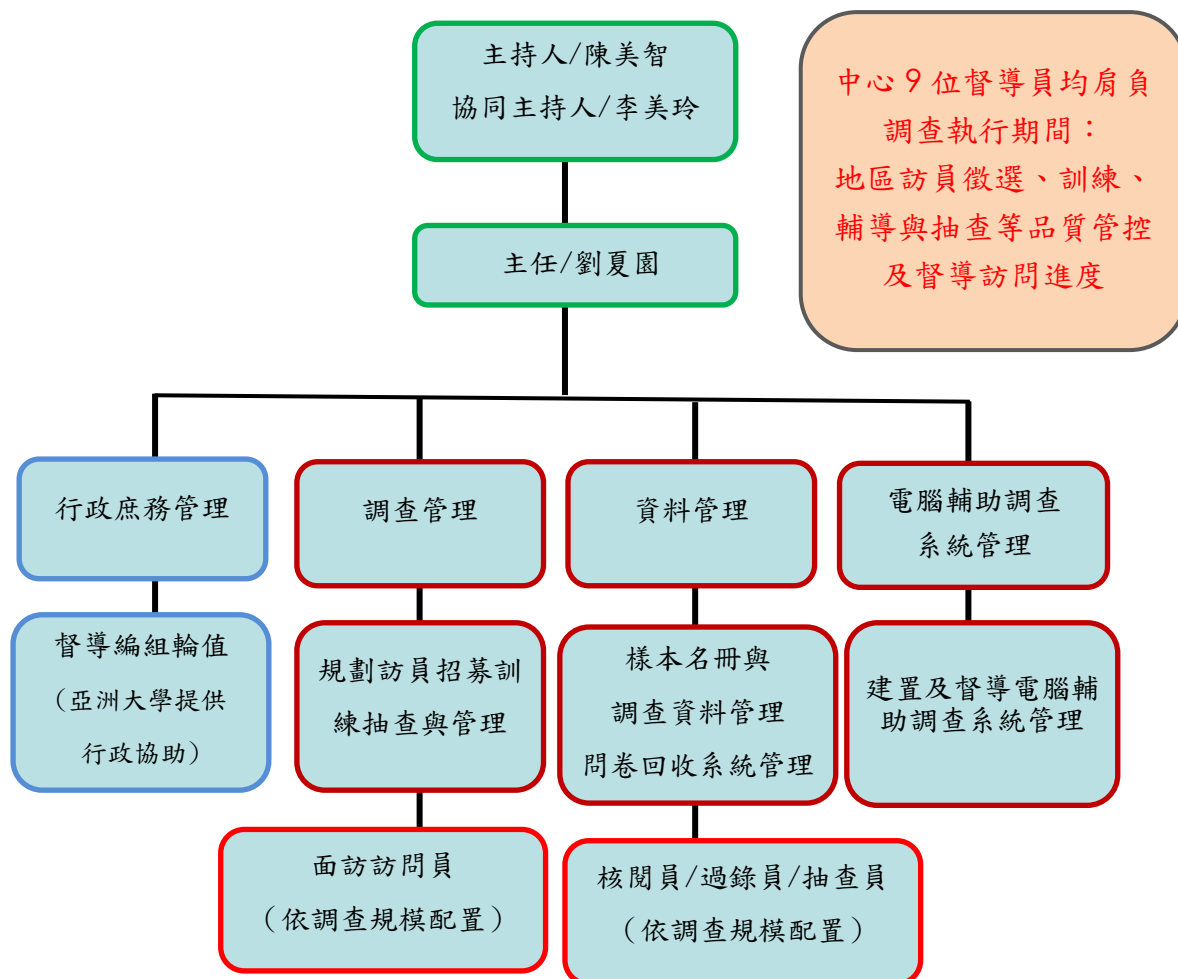 主持人/陳美智
協同主持人/李美玲
中心9位督導員均肩負
調查執行期間：
地區訪員徵選、訓練、
輔導與抽查等品質管控
及督導訪問進度
主任/劉夏園
行政庶務管理
調查管理
資料管理
電腦輔助調查
系統管理
督導編組輪值
（亞洲大學提供
行政協助）
規劃訪員招募訓
練抽查與管理
樣本名冊與
調查資料管理
問卷回收系統管理
建置及督導電腦輔
助調查系統管理
面訪訪問員
（依調查規模配置）
核閱員/過錄員/抽查員
（依調查規模配置）